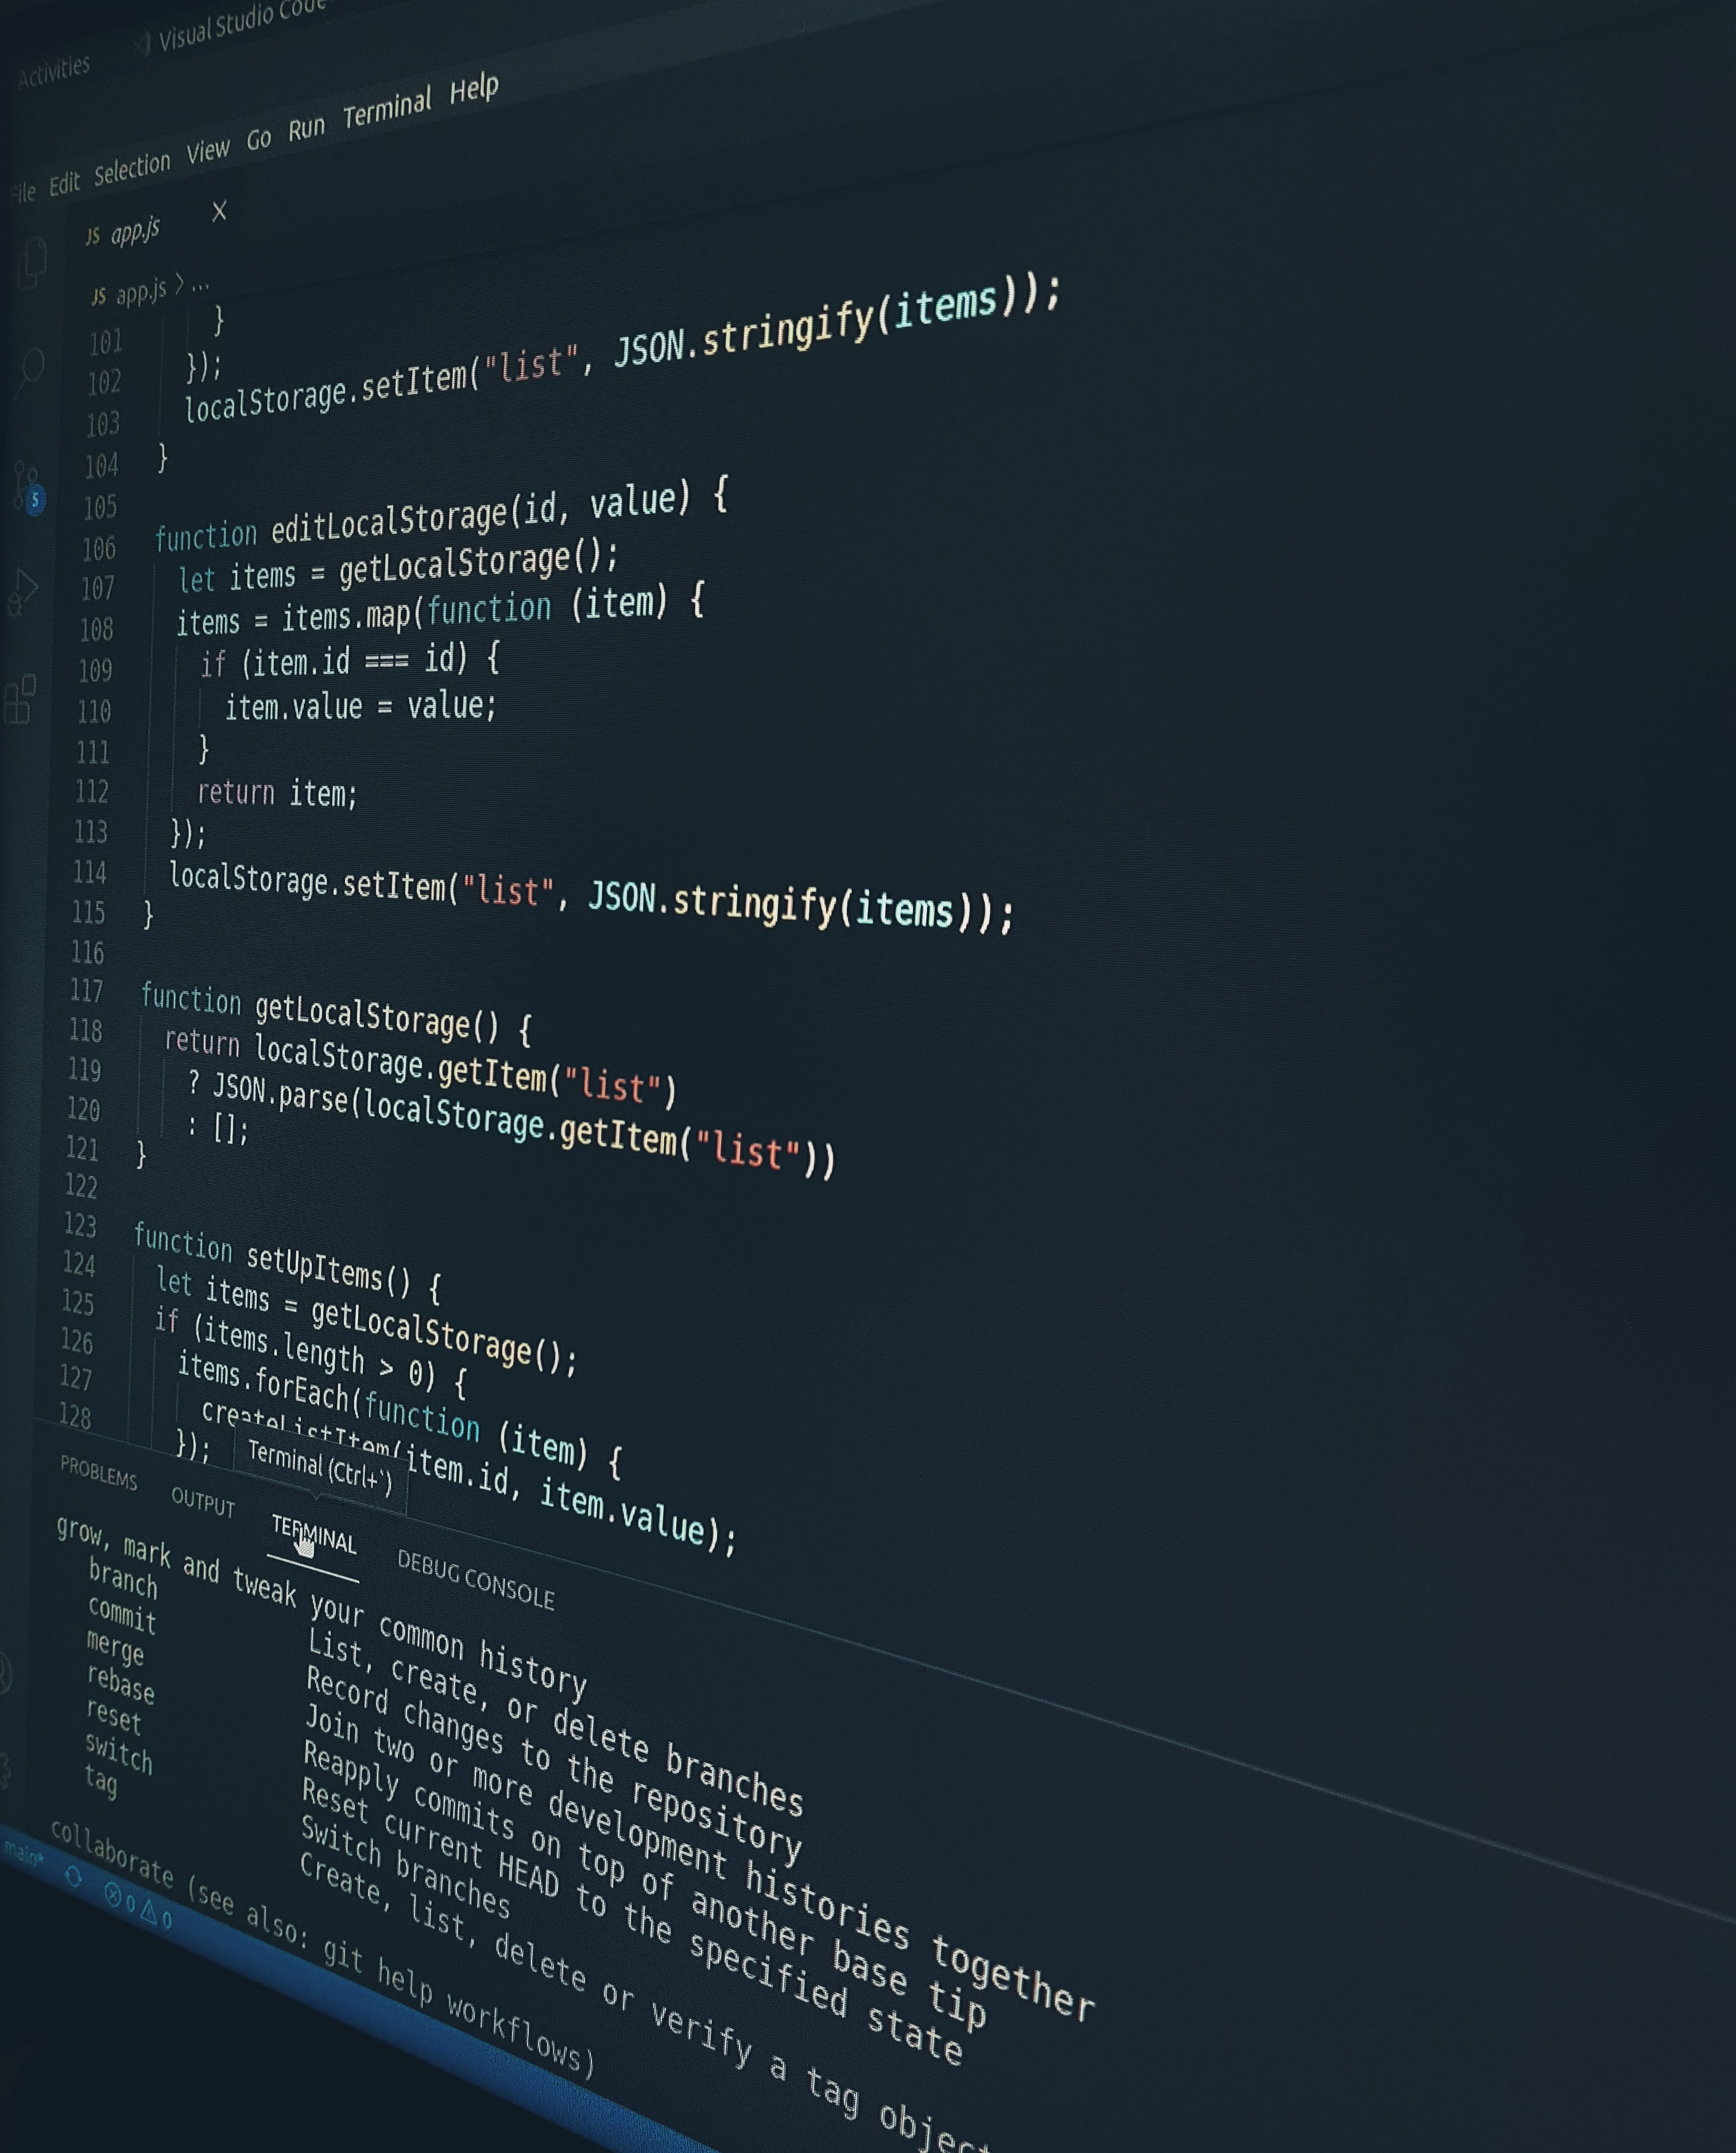 Activities Visual Studio Code
File Edit Selection View Go Run Terminal Help
JS app.js X
JS app.js > ...
101 }
102 });
103 localStorage.setItem("list", JSON.stringify(items));
104 }
105
106 function editLocalStorage(id, value) {
107 let items = getLocalStorage();
108 items = items.map(function (item) {
109 if (item.id === id) {
110 item.value = value;
111 }
112 return item;
113 });
114 localStorage.setItem("list", JSON.stringify(items));
115 }
116
117 function getLocalStorage() {
118 return localStorage.getItem("list")
119 ? JSON.parse(localStorage.getItem("list"))
120 : [];
121 }
122
123 function setUpItems() {
124 let items = getLocalStorage();
125 if (items.length > 0) {
126 items.forEach(function (item) {
127 createListItem(item.id, item.value);
128 });
5
Terminal (Ctrl+`)
PROBLEMS OUTPUT TERMINAL DEBUG CONSOLE
grow, mark and tweak your common history
branch List, create, or delete branches
commit Record changes to the repository
merge Join two or more development histories together
rebase Reapply commits on top of another base tip
reset Reset current HEAD to the specified state
switch Switch branches
tag Create, list, delete or verify a tag object
collaborate (see also: git help workflows)
main* 0 0